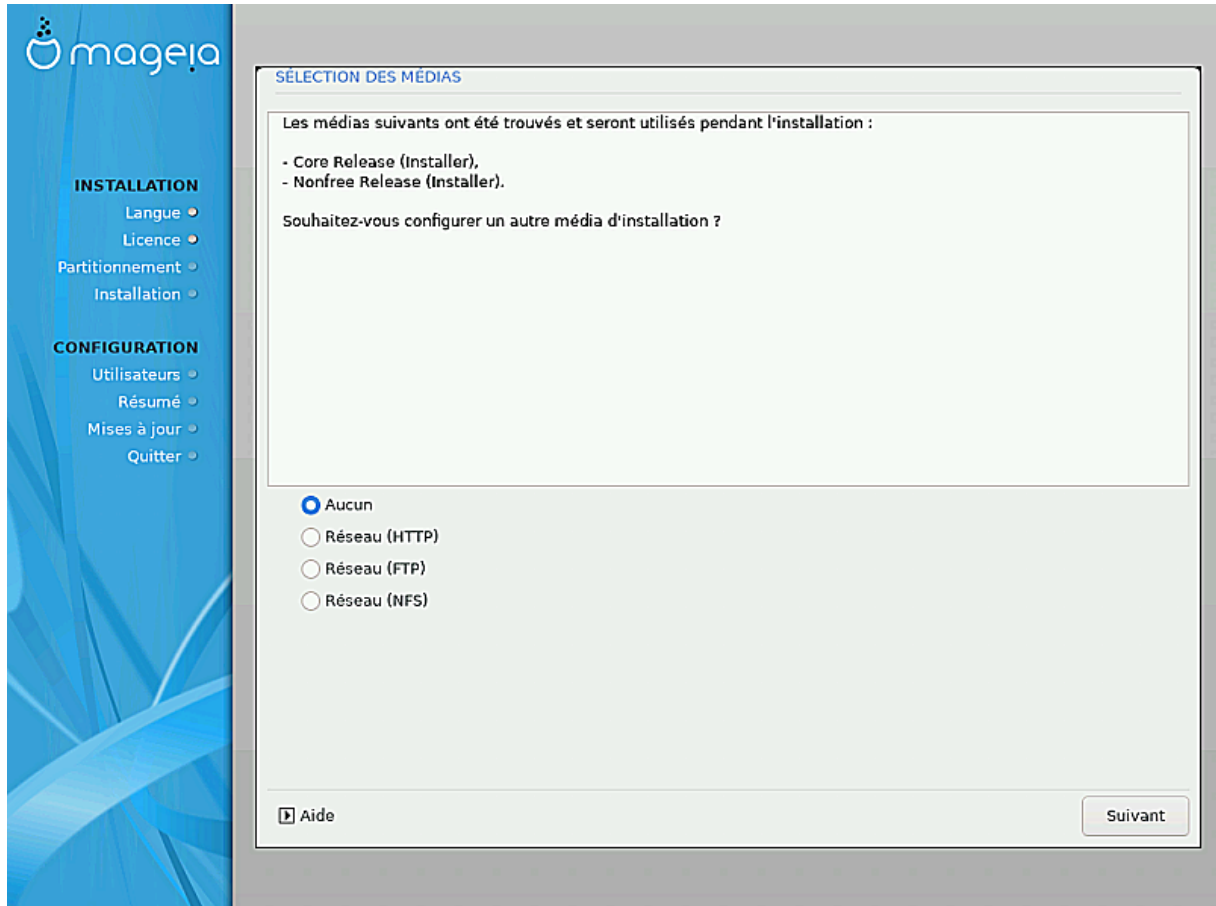 mageia
INSTALLATION
Langue
Licence
Partitionnement
Installation
CONFIGURATION
Utilisateurs
Résumé
Mises à jour
Quitter
SÉLECTION DES MÉDIAS
Les médias suivants ont été trouvés et seront utilisés pendant l'installation :
- Core Release (Installer),
- Nonfree Release (Installer).
Souhaitez-vous configurer un autre média d'installation ?
Aucun
Réseau (HTTP)
Réseau (FTP)
Réseau (NFS)
Aide
Suivant